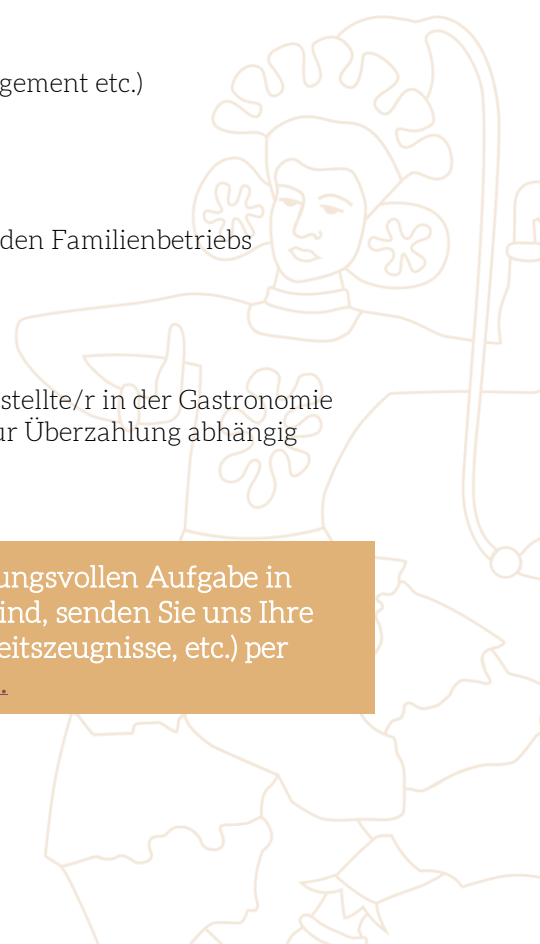 gement etc.)
den Familienbetriebs
stellte/r in der Gastronomie
ur Überzahlung abhängig
ungsvollen Aufgabe in
ind, senden Sie uns Ihre
eitszeugnisse, etc.) per
.